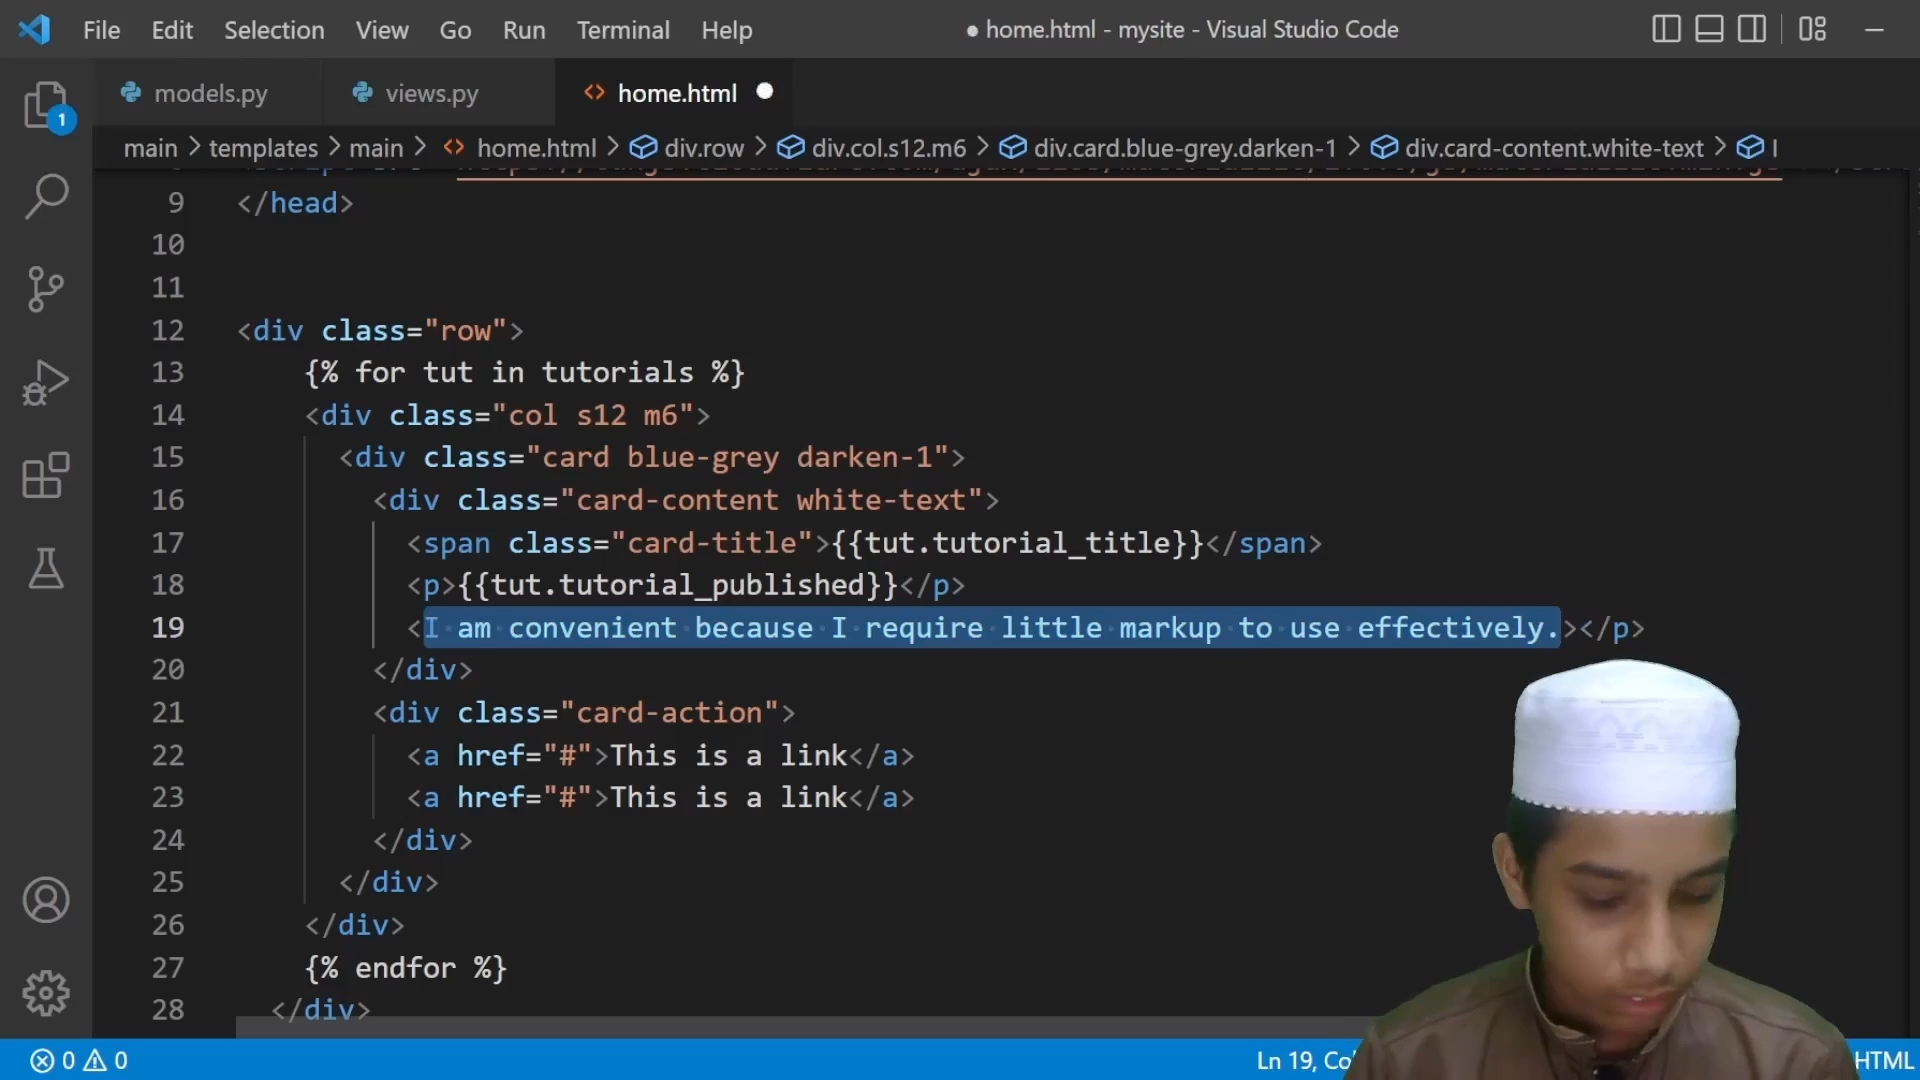 File Edit Selection View Go Run Terminal Help
● home.html - mysite - Visual Studio Code
1
models.py
views.py
<> home.html ●
main > templates > main > <> home.html > div.row > div.col.s12.m6 > div.card.blue-grey.darken-1 > div.card-content.white-text > I
9 </head>
10
11
12 <div class="row">
13 {% for tut in tutorials %}
14 <div class="col s12 m6">
15 <div class="card blue-grey darken-1">
16 <div class="card-content white-text">
17 <span class="card-title">{{tut.tutorial_title}}</span>
18 <p>{{tut.tutorial_published}}</p>
19 <I am convenient because I require little markup to use effectively.></p>
20 </div>
21 <div class="card-action">
22 <a href="#">This is a link</a>
23 <a href="#">This is a link</a>
24 </div>
25 </div>
26 </div>
27 {% endfor %}
28 </div>
0 0
Ln 19,
HTML